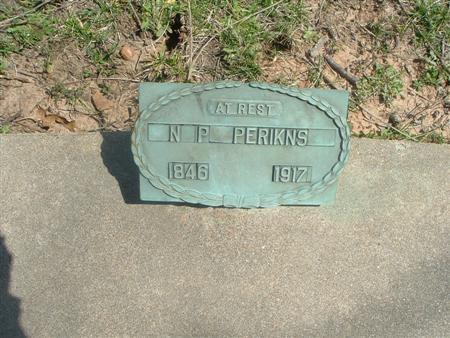 AT REST
N P PERIKNS
1846 1917